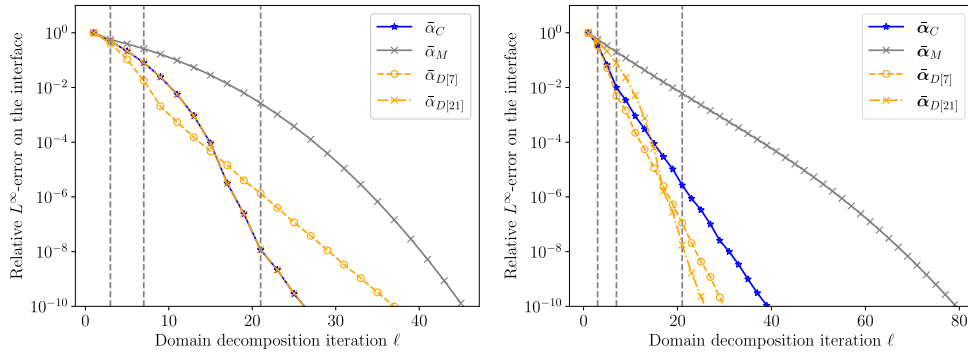 Relative L^∞-error on the interface
10^0
10^−2
10^−4
10^−6
10^−8
10^−10
0
10
20
30
40
Domain decomposition iteration ℓ
ᾱ_C
ᾱ_M
ᾱ_D[7]
ᾱ_D[21]
Relative L^∞-error on the interface
10^0
10^−2
10^−4
10^−6
10^−8
10^−10
0
20
40
60
80
Domain decomposition iteration ℓ
ᾱ_C
ᾱ_M
ᾱ_D[7]
ᾱ_D[21]